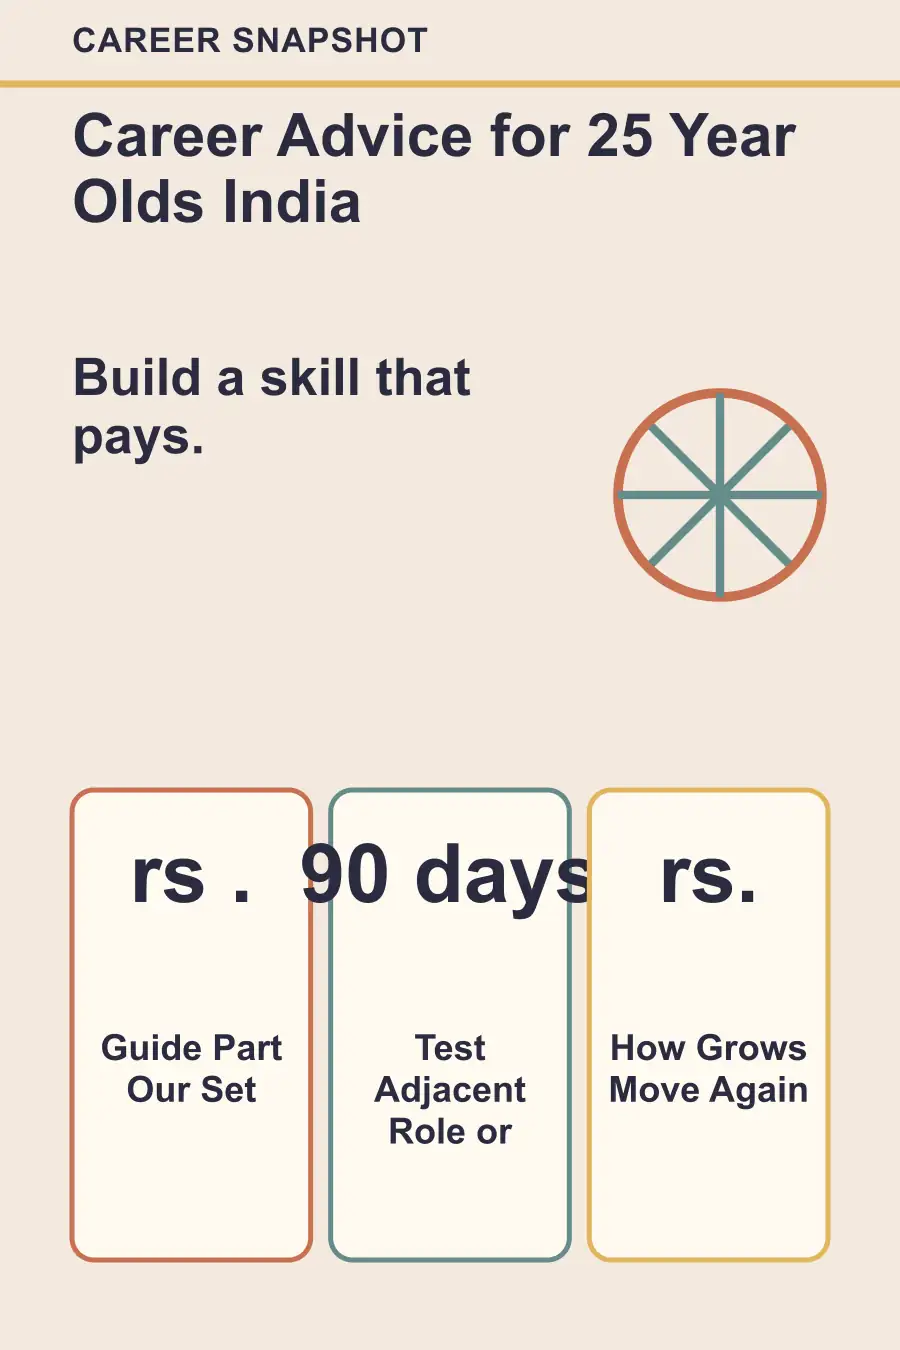 CAREER SNAPSHOT
Career Advice for 25 Year
Olds India
Build a skill that
pays.
rs .
90 days
rs.
Guide Part
Our Set
Test
Adjacent
Role or
How Grows
Move Again